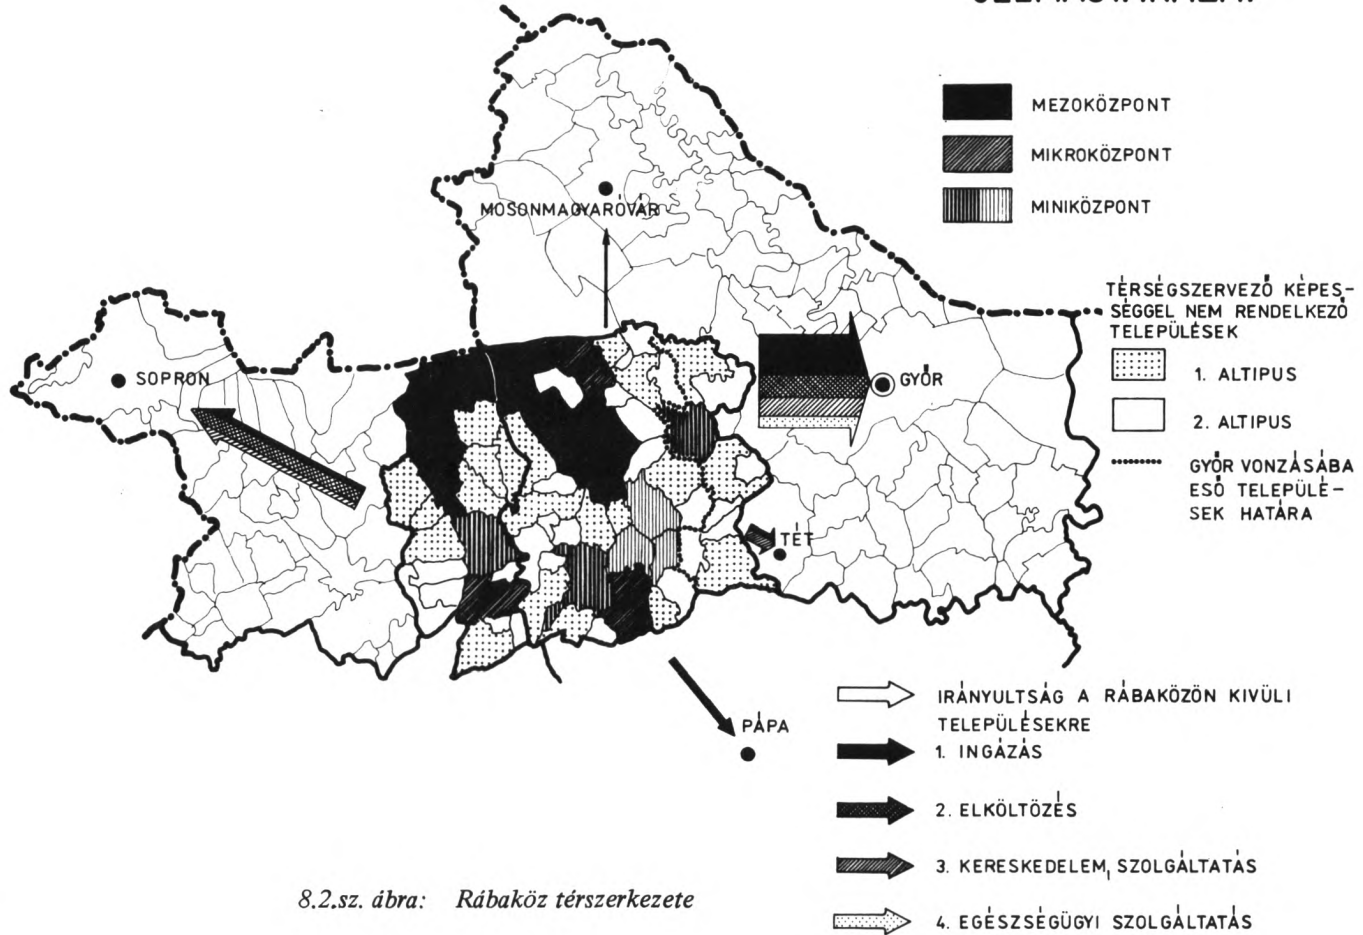 MEZOKÖZPONT
MIKROKÖZPONT
MINIKÖZPONT
MOSONMAGYARÓVÁR
TÉRSÉGSZERVEZŐ KÉPES-
SÉGGEL NEM RENDELKEZŐ
TELEPÜLÉSEK
1. ALTIPUS
2. ALTIPUS
GYŐR VONZÁSÁBA
ESŐ TELEPÜLÉ-
SEK HATÁRA
SOPRON
GYŐR
TÉT
PÁPA
IRÁNYULTSÁG A RÁBAKÖZÖN KIVÜLI
TELEPÜLÉSEKRE
1. INGÁZÁS
2. ELKÖLTÖZÉS
3. KERESKEDELEM, SZOLGÁLTATÁS
4. EGÉSZSÉGÜGYI SZOLGÁLTATÁS
8.2.sz. ábra: Rábaköz térszerkezete